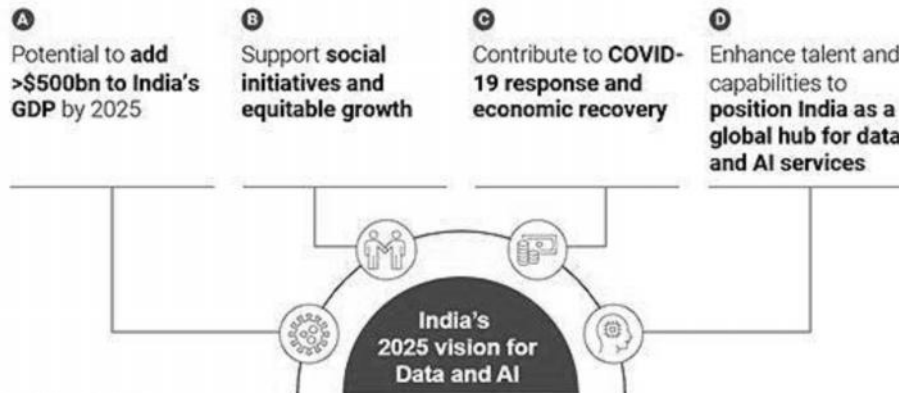 A
Potential to add
>$500bn to India's
GDP by 2025
B
Support social
initiatives and
equitable growth
C
Contribute to COVID-
19 response and
economic recovery
D
Enhance talent and
capabilities to
position India as a
global hub for data
and AI services
India's
2025 vision for
Data and AI